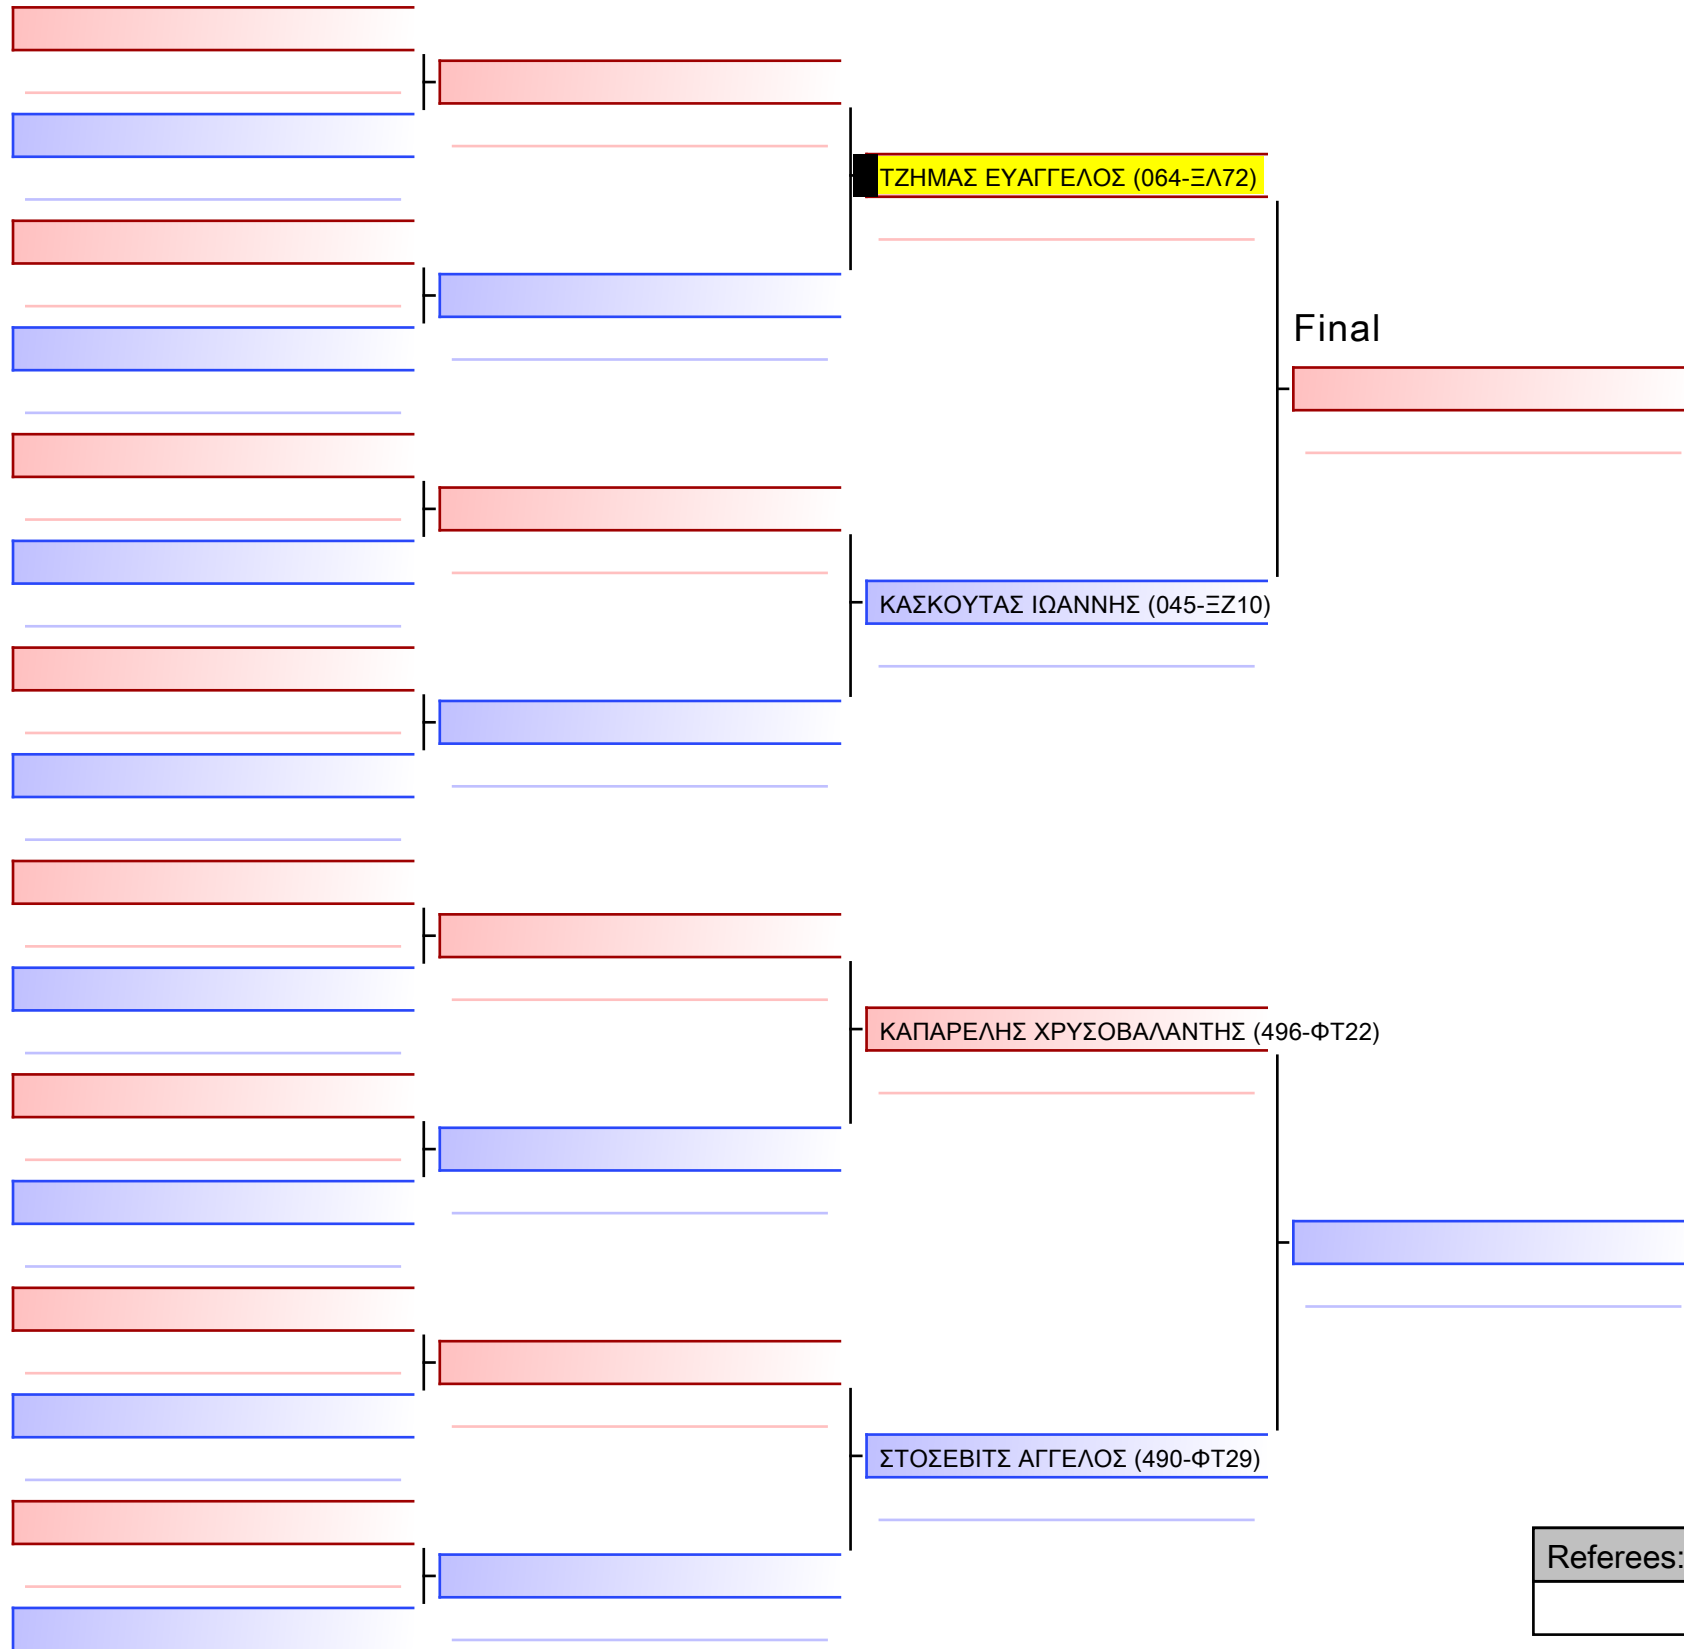 ΤΖΗΜΑΣ ΕΥΑΓΓΕΛΟΣ (064-ΞΛ72)
Final
ΚΑΣΚΟΥΤΑΣ ΙΩΑΝΝΗΣ (045-ΞΖ10)
ΚΑΠΑΡΕΛΗΣ ΧΡΥΣΟΒΑΛΑΝΤΗΣ (496-ΦΤ22)
ΣΤΟΣΕΒΙΤΣ ΑΓΓΕΛΟΣ (490-ΦΤ29)
Referees: